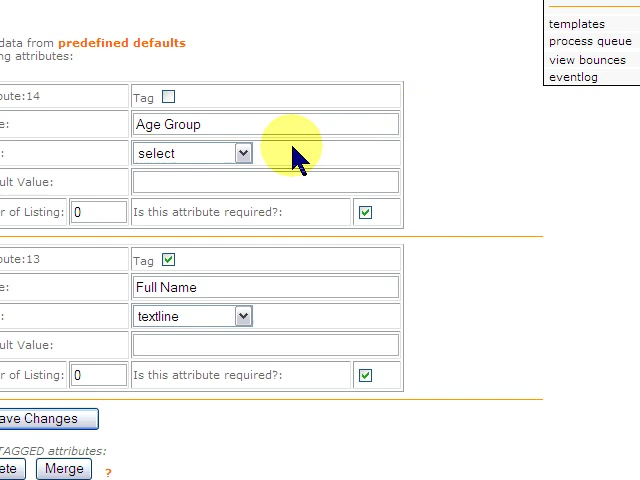 templates
process queue
view bounces
eventlog
data from predefined defaults
ng attributes:
bute:14
Tag
e:
Age Group
:
select
ult Value:
r of Listing:
0
Is this attribute required?:
bute:13
Tag
e:
Full Name
:
textline
ult Value:
r of Listing:
0
Is this attribute required?:
ave Changes
TAGGED attributes:
ete
Merge
?